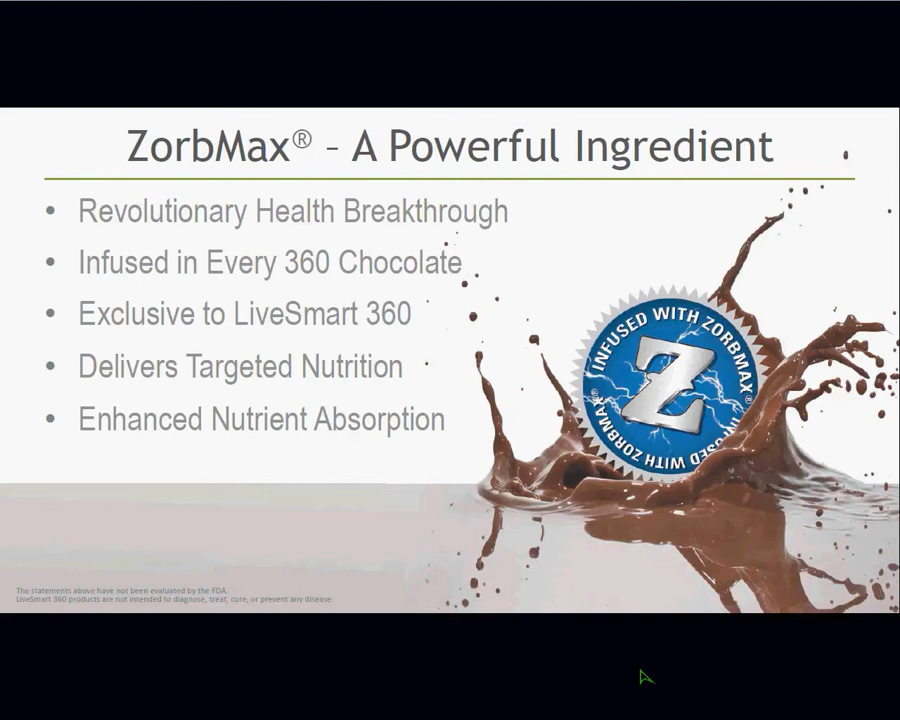 ZorbMax® – A Powerful Ingredient
• Revolutionary Health Breakthrough
• Infused in Every 360 Chocolate
• Exclusive to LiveSmart 360
• Delivers Targeted Nutrition
• Enhanced Nutrient Absorption
INFUSED WITH ZORBMAX®
Z
INFUSED WITH ZORBMAX®
The statements above have not been evaluated by the FDA.
LiveSmart 360 products are not intended to diagnose, treat, cure, or prevent any disease.